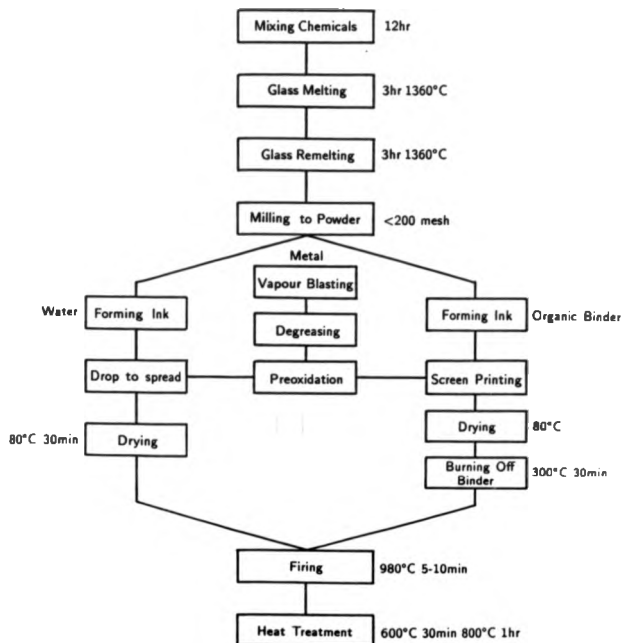 Mixing Chemicals 12hr
Glass Melting 3hr 1360°C
Glass Remelting 3hr 1360°C
Milling to Powder <200 mesh
Metal
Vapour Blasting
Water Forming Ink
Forming Ink Organic Binder
Degreasing
Drop to spread
Preoxidation
Screen Printing
80°C 30min Drying
Drying 80°C
Burning Off
Binder
300°C 30min
Firing 980°C 5-10min
Heat Treatment 600°C 30min 800°C 1hr